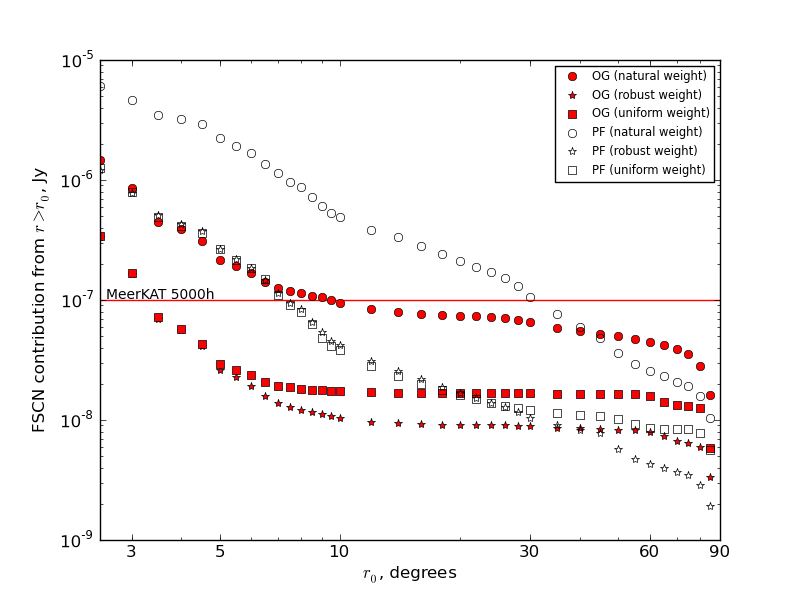 10^-5
10^-6
10^-7
10^-8
10^-9
FSCN contribution from r > r_0, Jy
OG (natural weight)
OG (robust weight)
OG (uniform weight)
PF (natural weight)
PF (robust weight)
PF (uniform weight)
MeerKAT 5000h
3 5 10 30 60 90
r_0, degrees